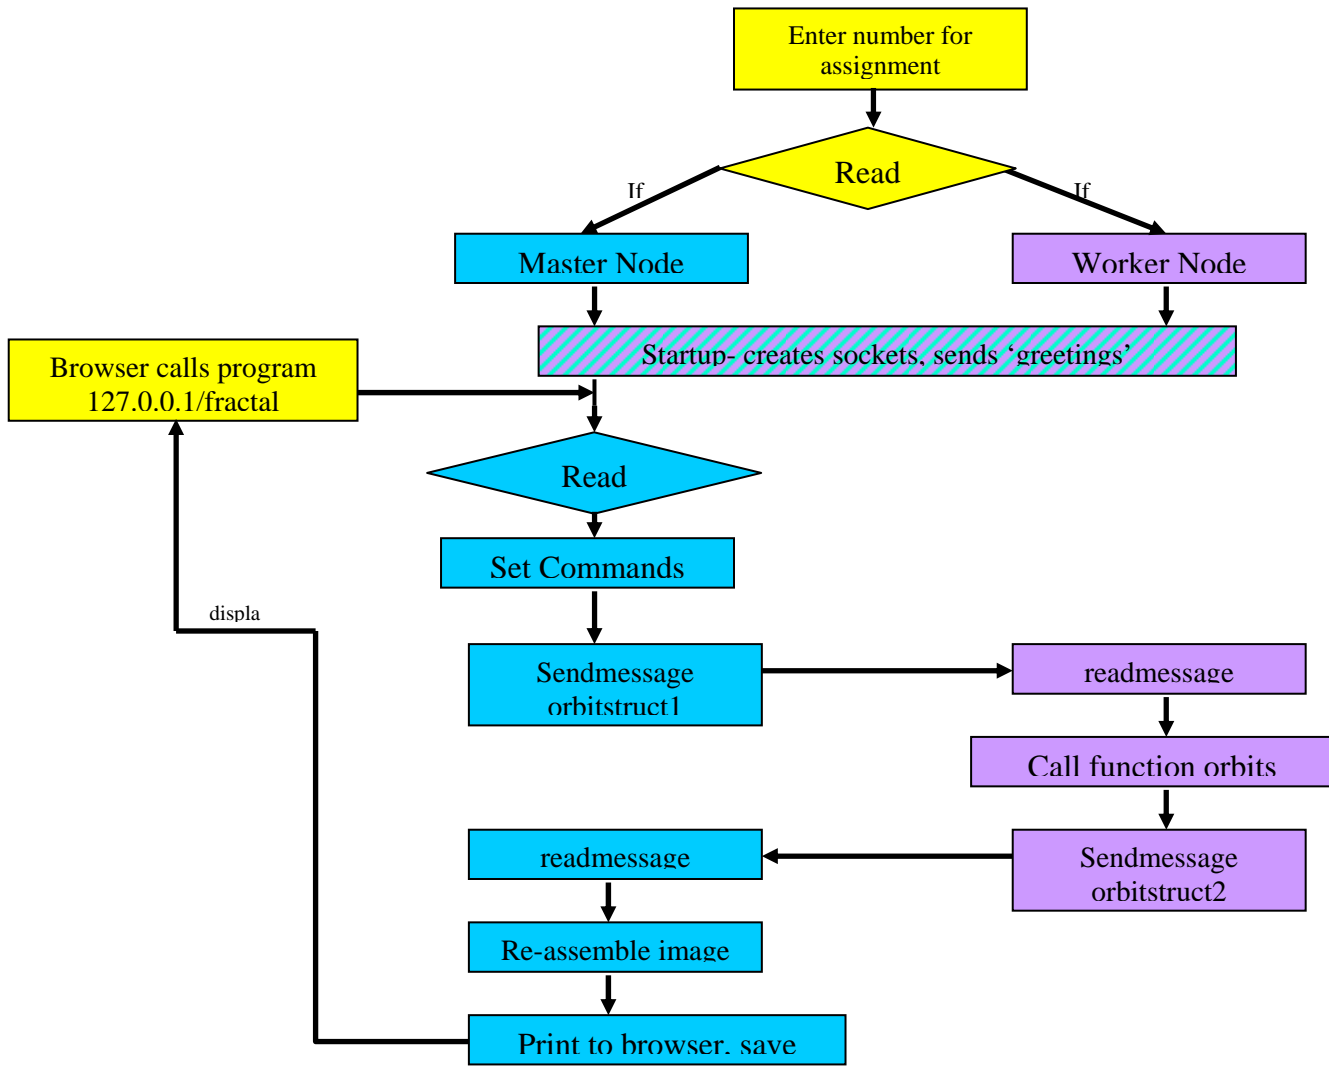 Enter number for
assignment
Read
If
If
Master Node
Worker Node
Startup- creates sockets, sends ‘greetings’
Browser calls program
127.0.0.1/fractal
Read
Set Commands
displa
Sendmessage
orbitstruct1
readmessage
Call function orbits
readmessage
Sendmessage
orbitstruct2
Re-assemble image
Print to browser, save